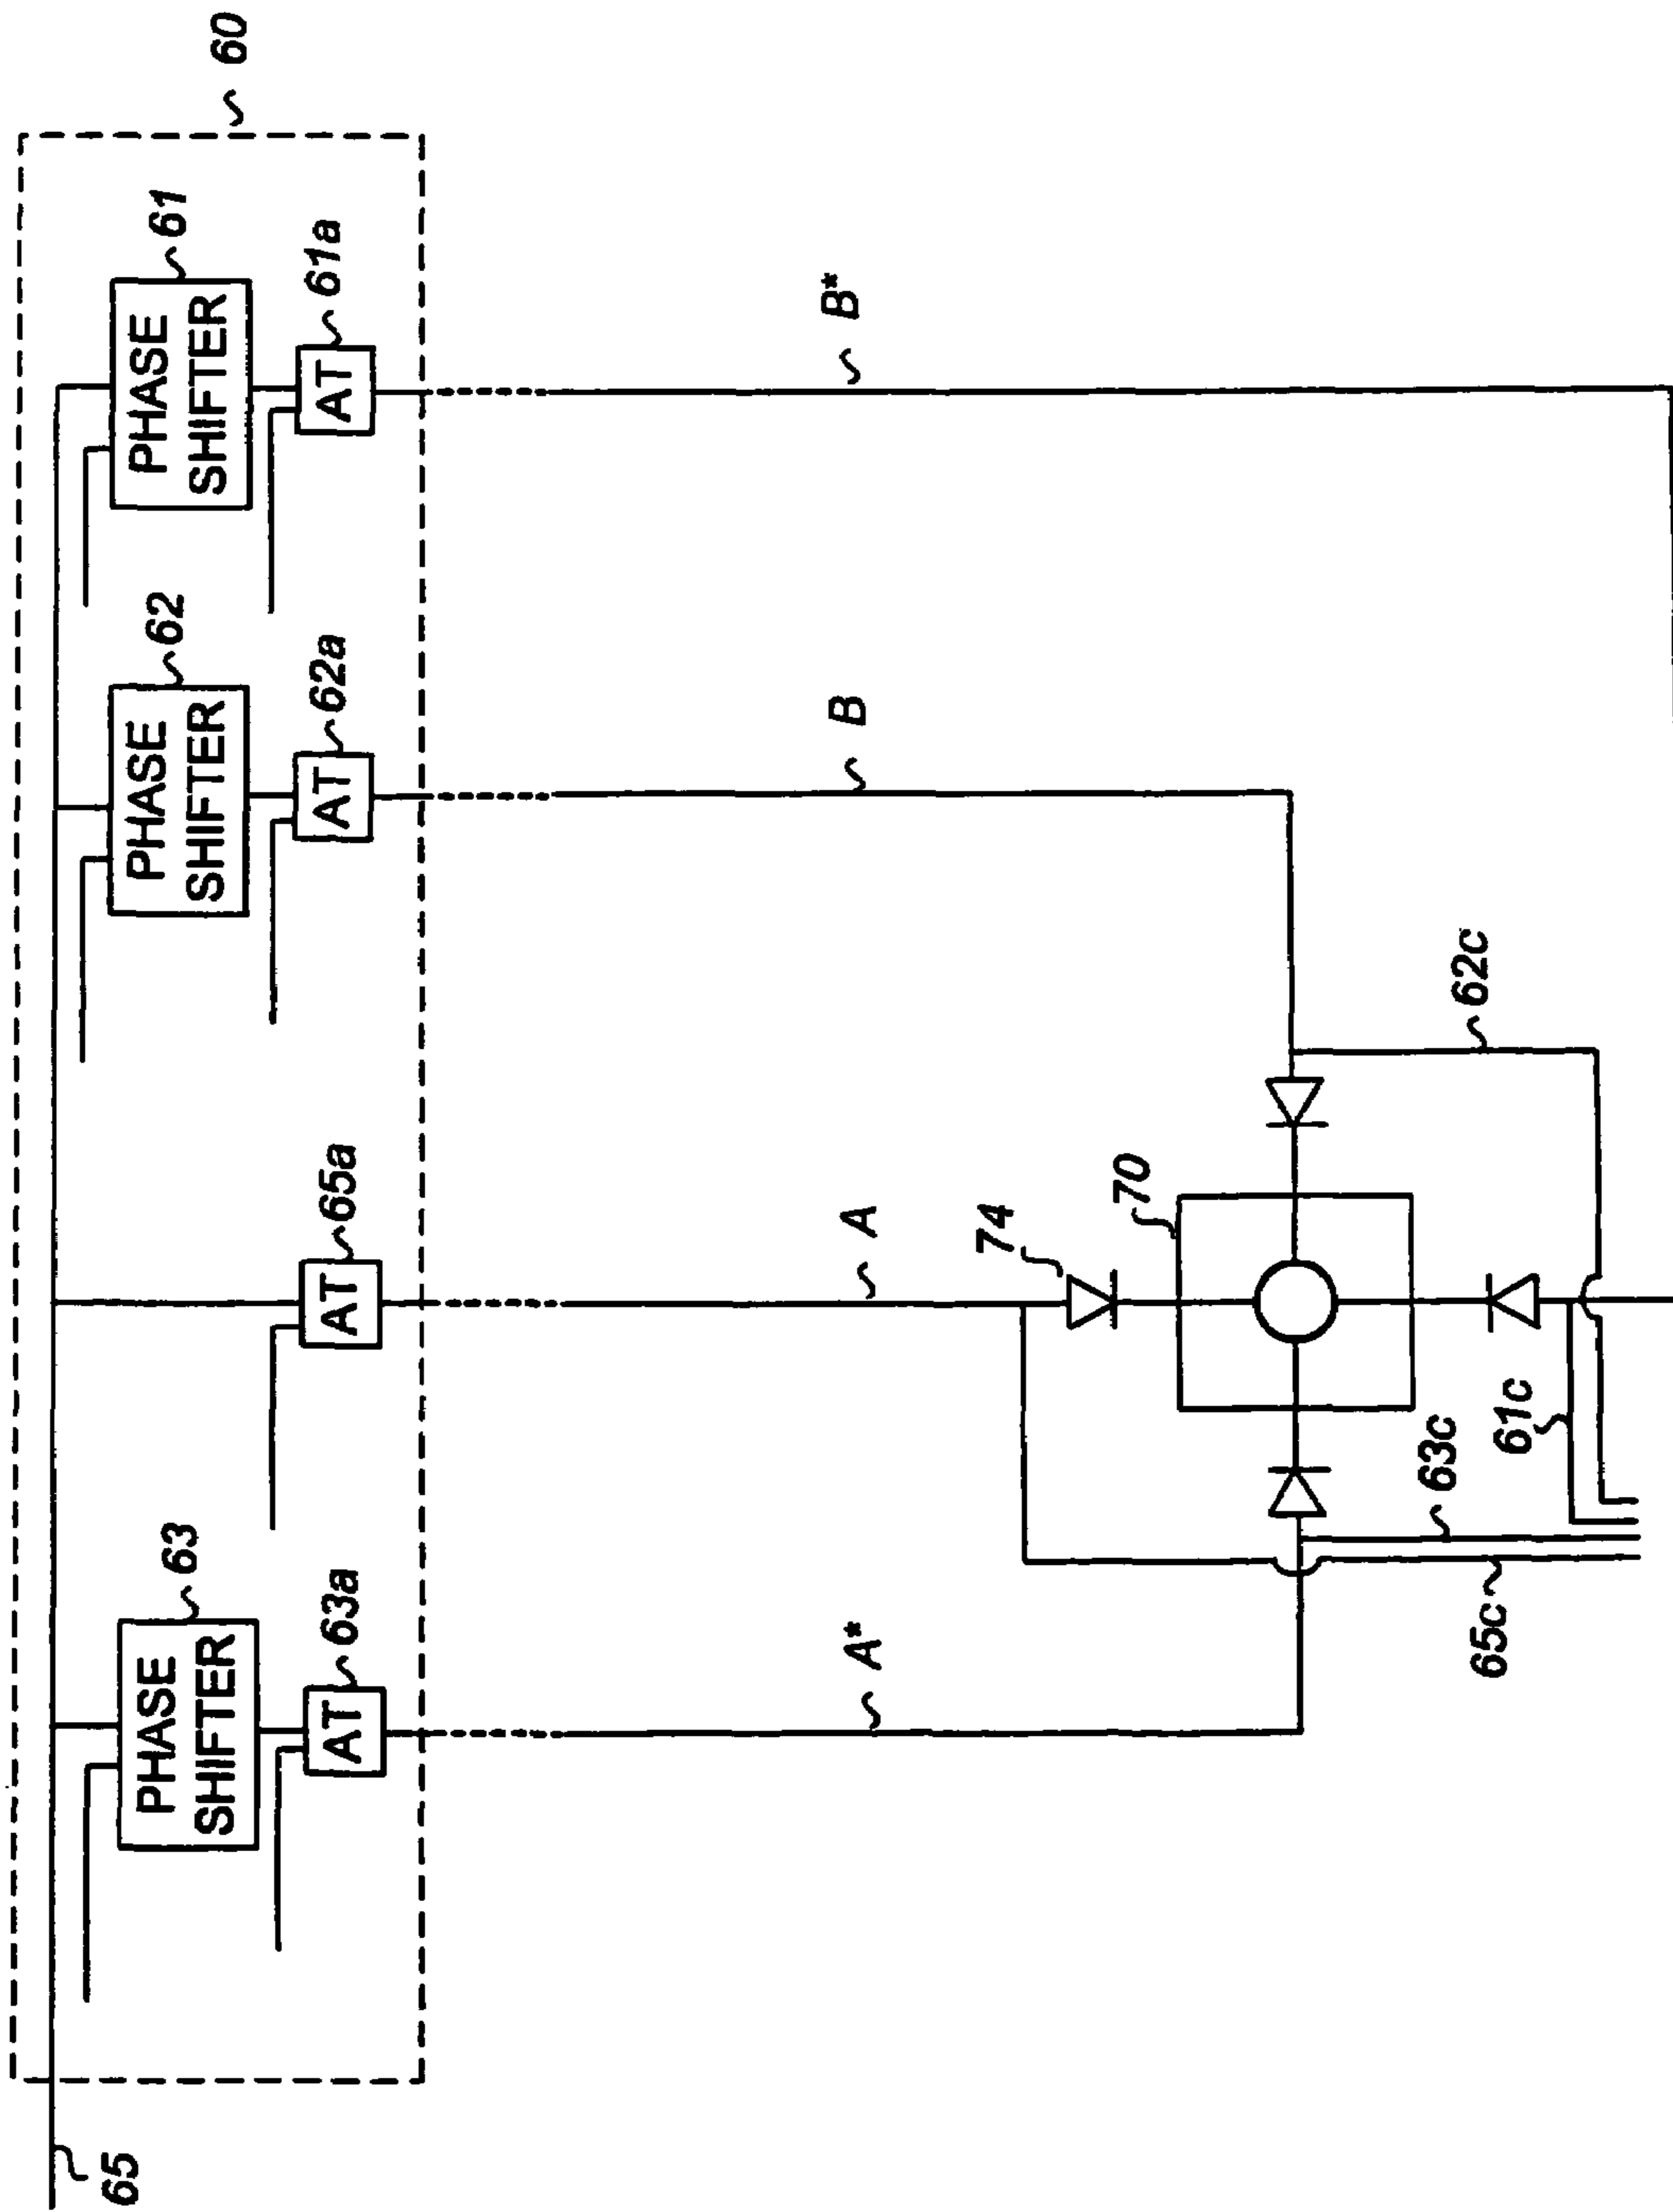 60
PHASE
SHIFTER
61
AT
61a
B*
PHASE
SHIFTER
62
AT
62a
B
62c
AT
65a
A
74
70
61c
63c
65c
PHASE
SHIFTER
63
AT
63a
A*
65